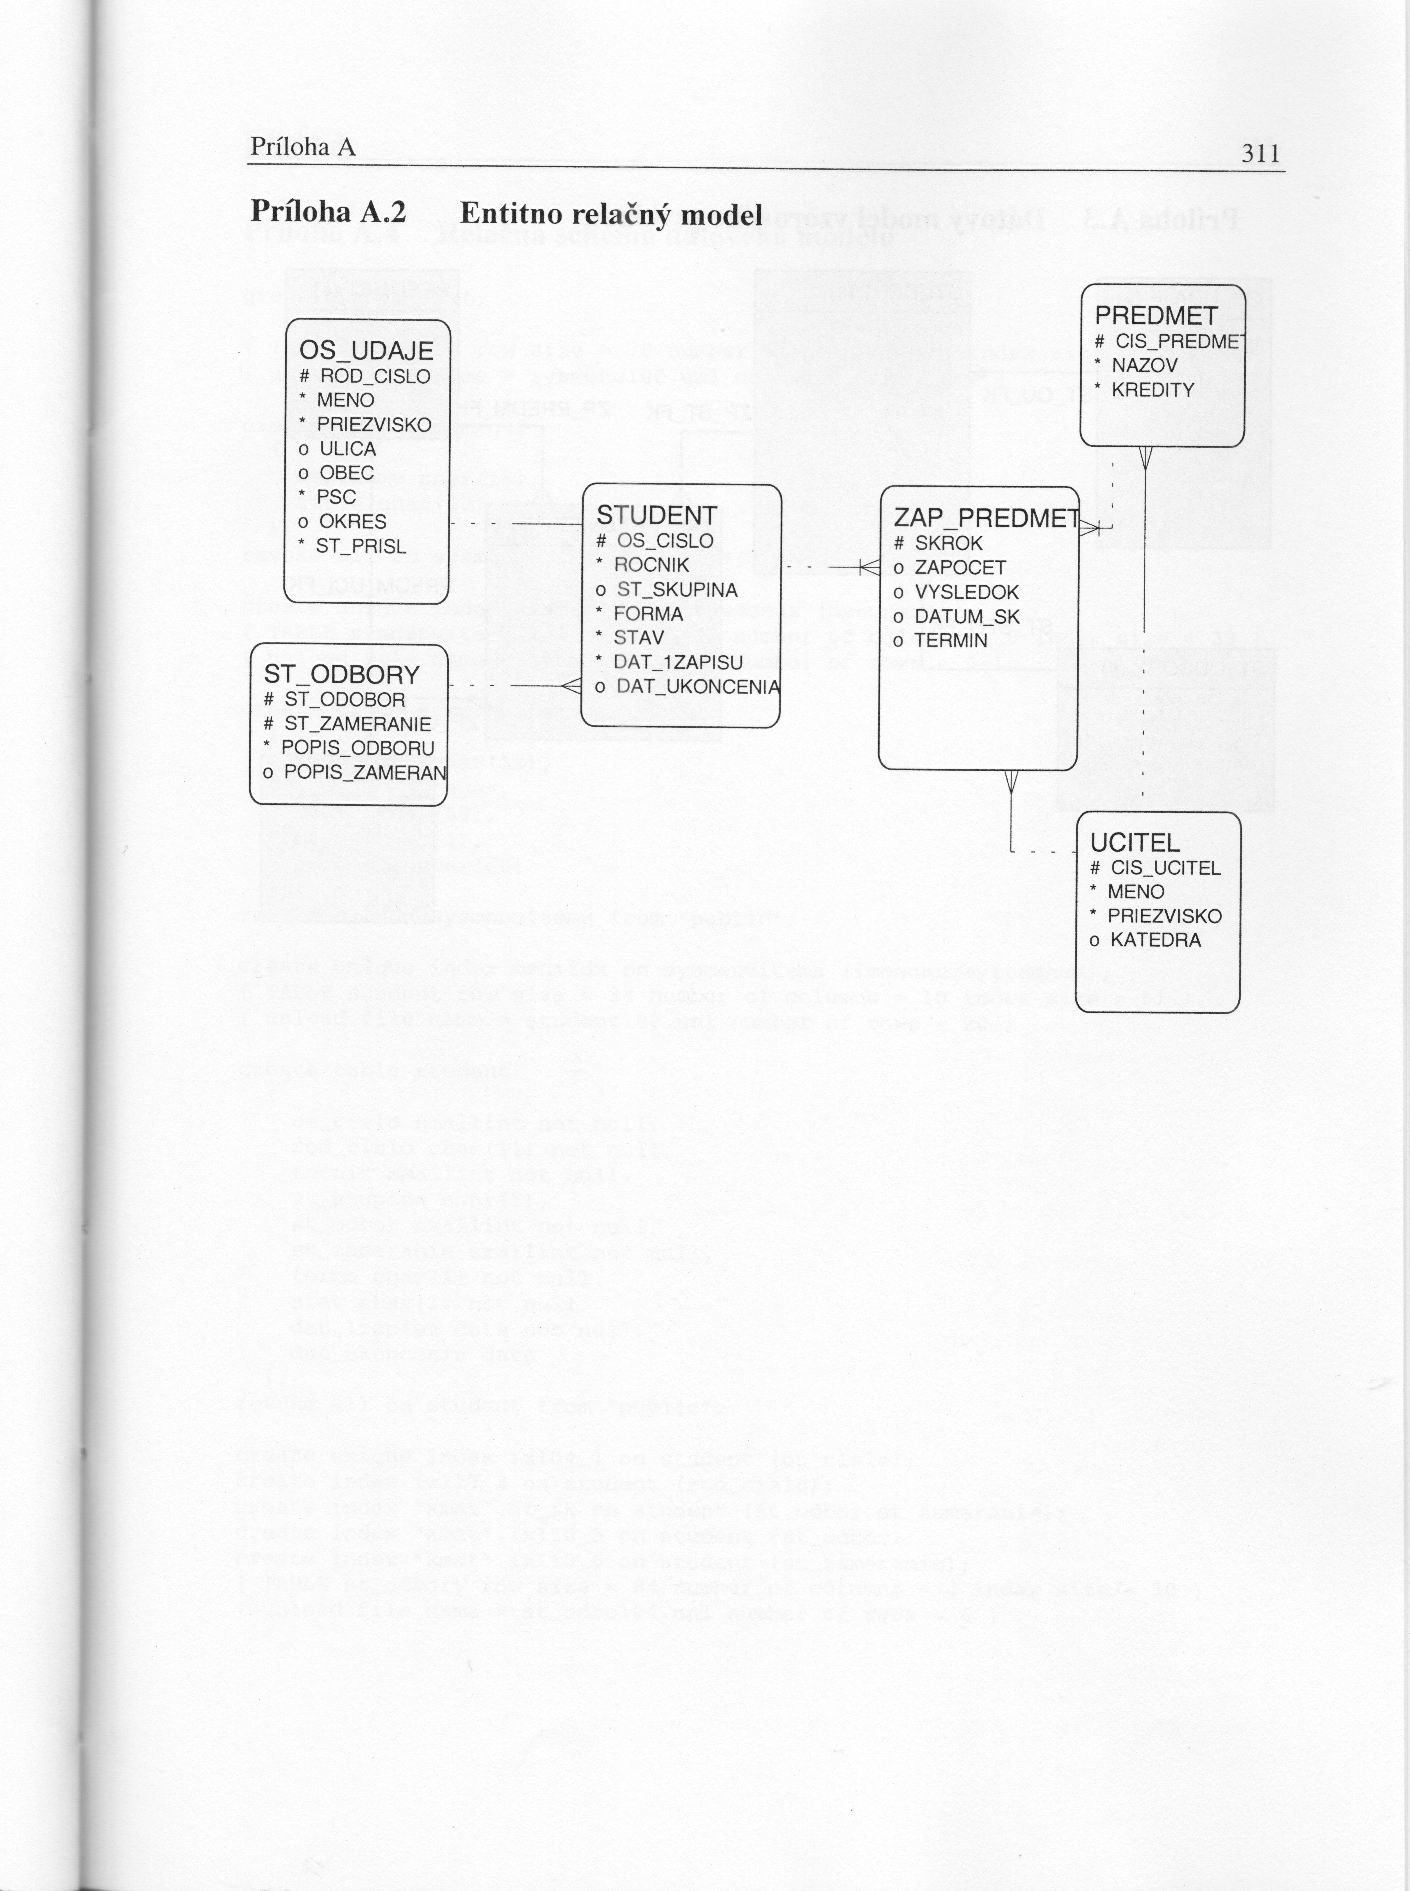 Príloha A
311
Príloha A.2 Entitno relačný model
OS_UDAJE
# ROD_CISLO
* MENO
* PRIEZVISKO
o ULICA
o OBEC
* PSC
o OKRES
* ST_PRISL
ST_ODBORY
# ST_ODOBOR
# ST_ZAMERANIE
* POPIS_ODBORU
o POPIS_ZAMERAN
STUDENT
# OS_CISLO
* ROCNIK
o ST_SKUPINA
* FORMA
* STAV
* DAT_1ZAPISU
o DAT_UKONCENIA
ZAP_PREDMET
# SKROK
o ZAPOCET
o VYSLEDOK
o DATUM_SK
o TERMIN
PREDMET
# CIS_PREDMET
* NAZOV
* KREDITY
UCITEL
# CIS_UCITEL
* MENO
* PRIEZVISKO
o KATEDRA